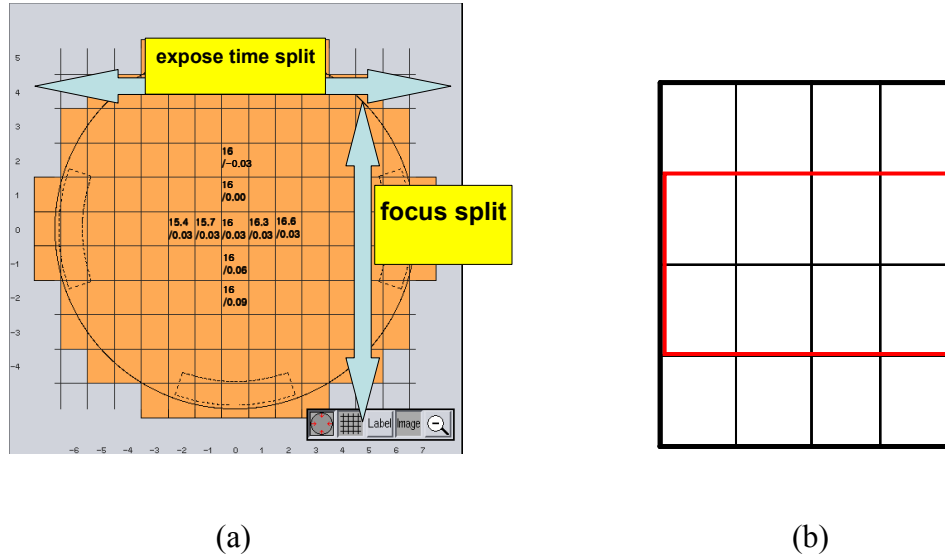 expose time split
5
4
3
2
1
0
-1
-2
-3
-4
16
/-0.03
16
/0.00
15.4 15.7 16 16.3 16.6
/0.03 /0.03 /0.03 /0.03 /0.03
16
/0.06
16
/0.09
focus split
Label Image
-6 -5 -4 -3 -2 -1 0 1 2 3 4 5 6 7
(a) (b)